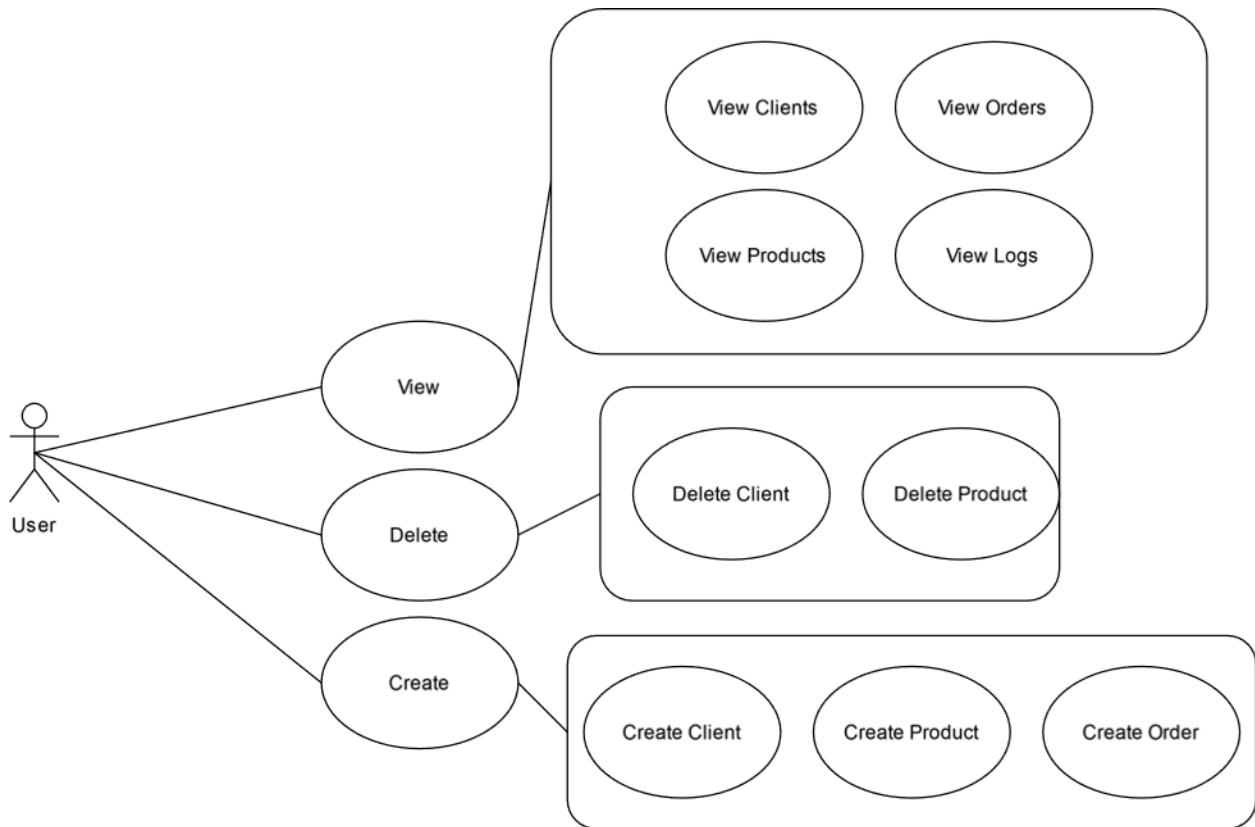 View Clients
View Orders
View Products
View Logs
View
User
Delete
Delete Client
Delete Product
Create
Create Client
Create Product
Create Order